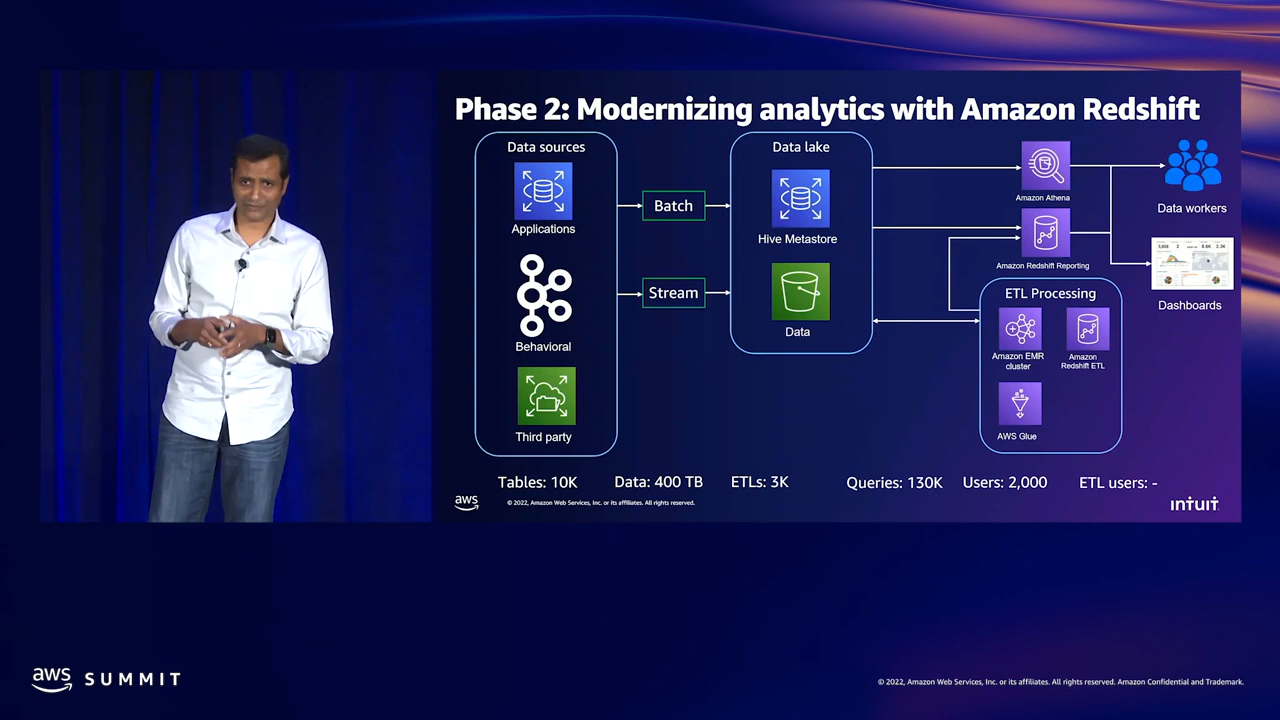 Phase 2: Modernizing analytics with Amazon Redshift
Data sources
Applications
Behavioral
Third party
Batch
Stream
Data lake
Hive Metastore
Data
Amazon Athena
Amazon Redshift Reporting
ETL Processing
Amazon EMR
cluster
Amazon
Redshift ETL
AWS Glue
Data workers
Dashboards
Tables: 10K
Data: 400 TB
ETLs: 3K
Queries: 130K
Users: 2,000
ETL users: -
aws
© 2022, Amazon Web Services, Inc. or its affiliates. All rights reserved.
INTUIT
aws SUMMIT
© 2022, Amazon Web Services, Inc. or its affiliates. All rights reserved. Amazon Confidential and Trademark.